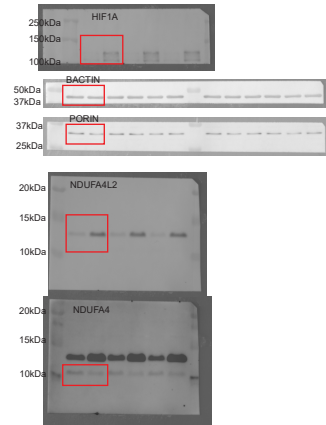 HIF1A
250kDa
150kDa
100kDa
BACTIN
50kDa
37kDa
PORIN
37kDa
25kDa
NDUFA4L2
20kDa
15kDa
10kDa
NDUFA4
20kDa
15kDa
10kDa